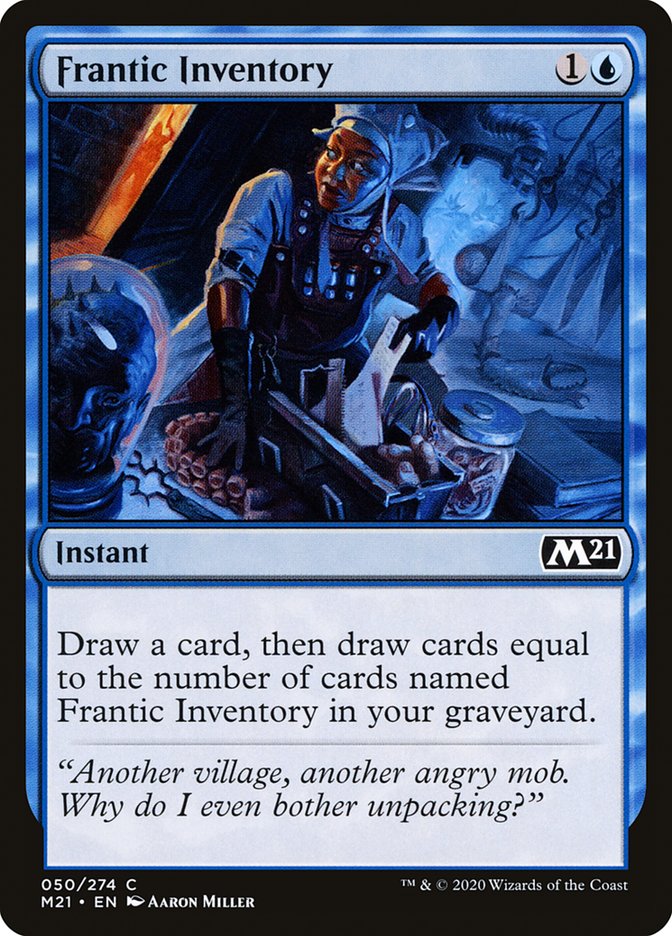 Frantic Inventory 1
Instant M21
Draw a card, then draw cards equal
to the number of cards named
Frantic Inventory in your graveyard.
“Another village, another angry mob.
Why do I even bother unpacking?”
050/274 C
M21 • EN AARON MILLER
™ & © 2020 Wizards of the Coast